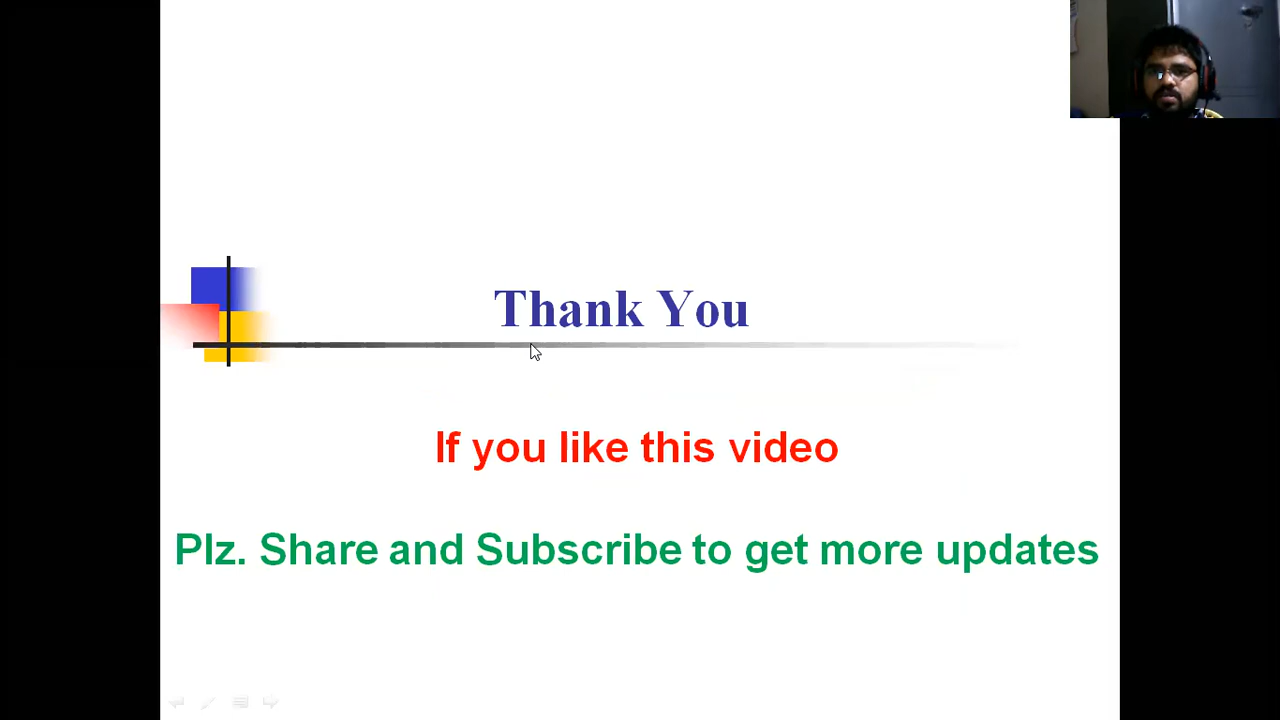 Thank You
If you like this video
Plz. Share and Subscribe to get more updates